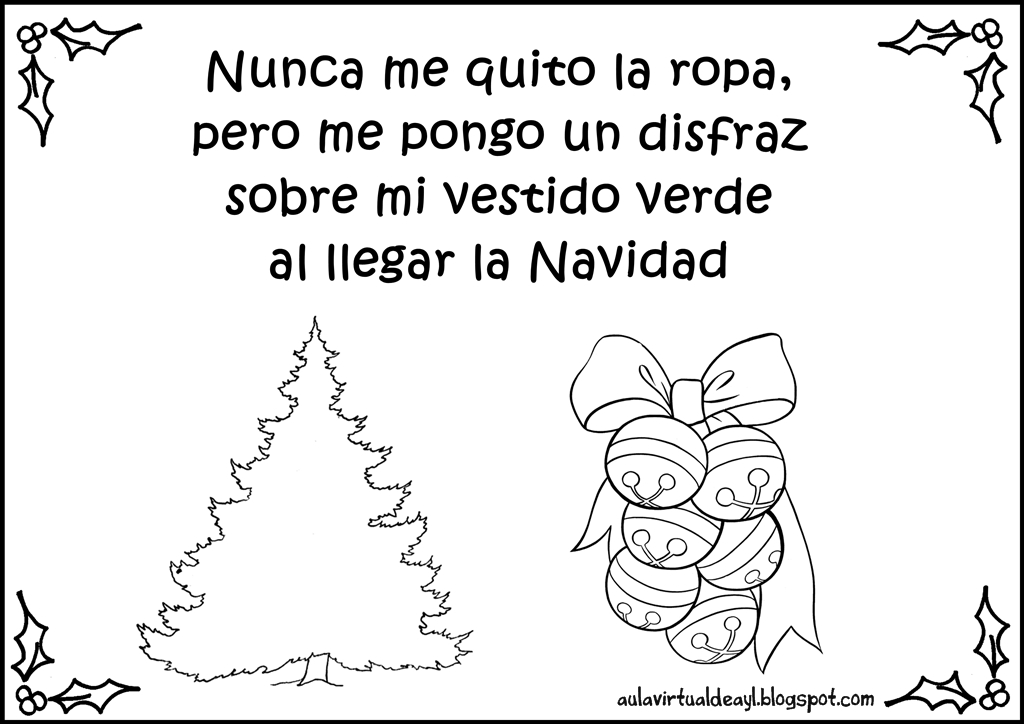 Nunca me quito la ropa,
pero me pongo un disfraz
sobre mi vestido verde
al llegar la Navidad
aulavirtualdeayl.blogspot.com